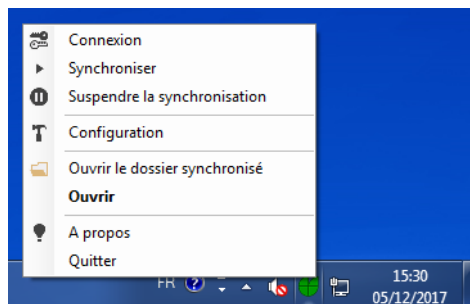 Connexion
Synchroniser
Suspendre la synchronisation
Configuration
Ouvrir le dossier synchronisé
Ouvrir
A propos
Quitter
FR
15:30
05/12/2017